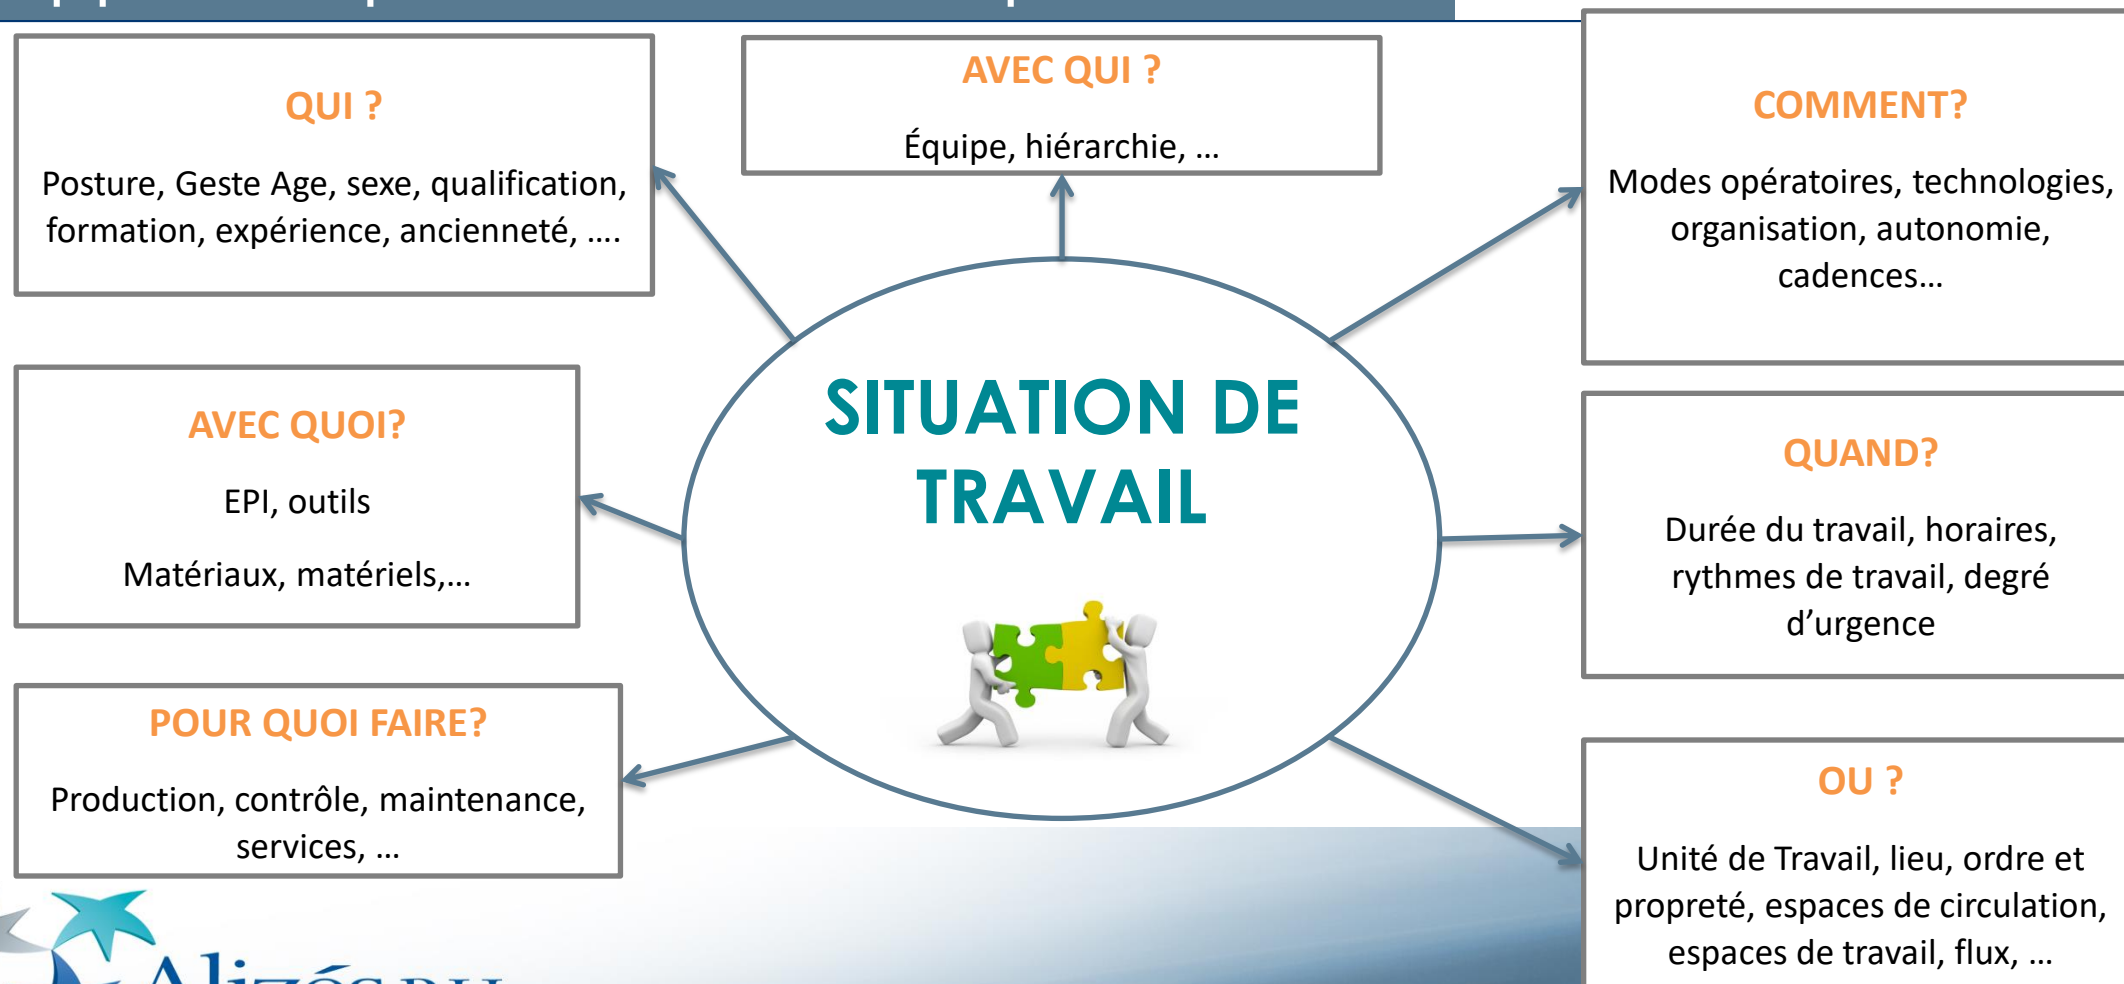 QUI ?
Posture, Geste Age, sexe, qualification,
formation, expérience, ancienneté, ....
AVEC QUI ?
Équipe, hiérarchie, ...
COMMENT?
Modes opératoires, technologies,
organisation, autonomie,
cadences...
SITUATION DE
TRAVAIL
AVEC QUOI?
EPI, outils
Matériaux, matériels,...
QUAND?
Durée du travail, horaires,
rythmes de travail, degré
d’urgence
POUR QUOI FAIRE?
Production, contrôle, maintenance,
services, ...
OU ?
Unité de Travail, lieu, ordre et
propreté, espaces de circulation,
espaces de travail, flux, ...
Alizés RH